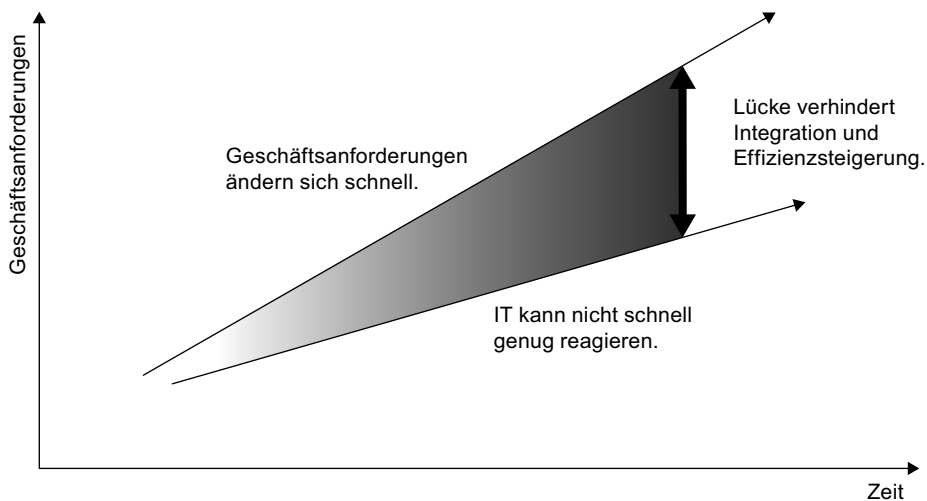 Geschäftsanforderungen
Geschäftsanforderungen
ändern sich schnell.
Lücke verhindert
Integration und
Effizienzsteigerung.
IT kann nicht schnell
genug reagieren.
Zeit